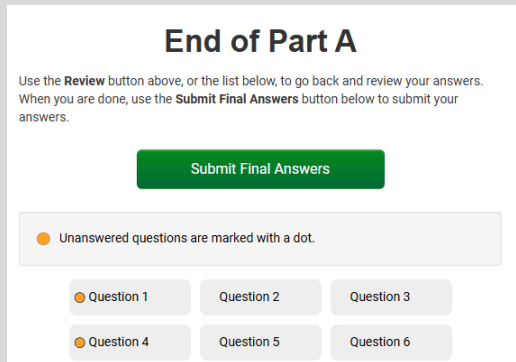 End of Part A
Use the Review button above, or the list below, to go back and review your answers.
When you are done, use the Submit Final Answers button below to submit your
answers.
Submit Final Answers
Unanswered questions are marked with a dot.
Question 1 Question 2 Question 3
Question 4 Question 5 Question 6